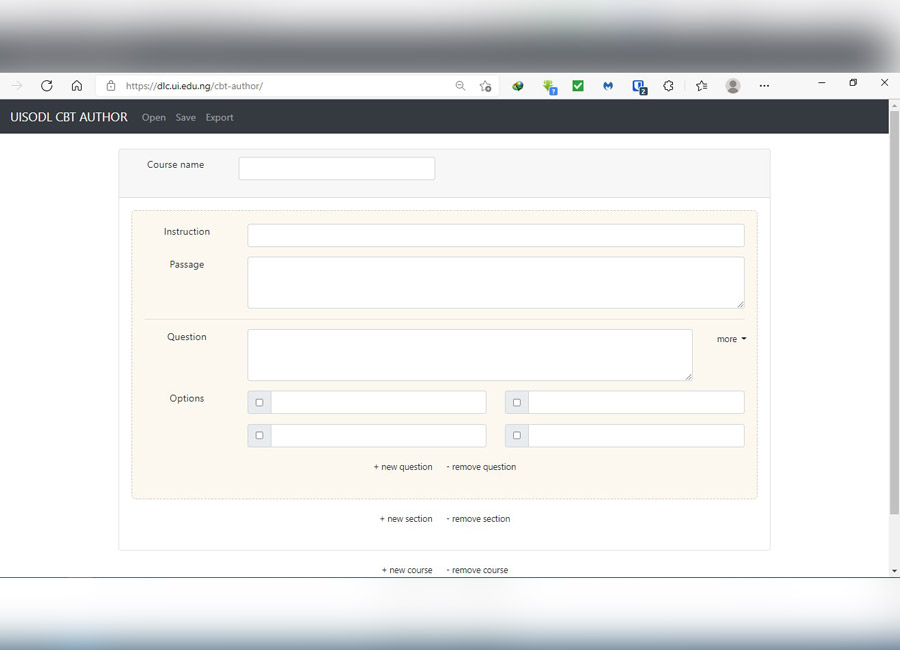 https://dlc.ui.edu.ng/cbt-author/
?
2
UISODL CBT AUTHOR Open Save Export
Course name
Instruction
Passage
Question
more
Options
+ new question - remove question
+ new section - remove section
+ new course - remove course